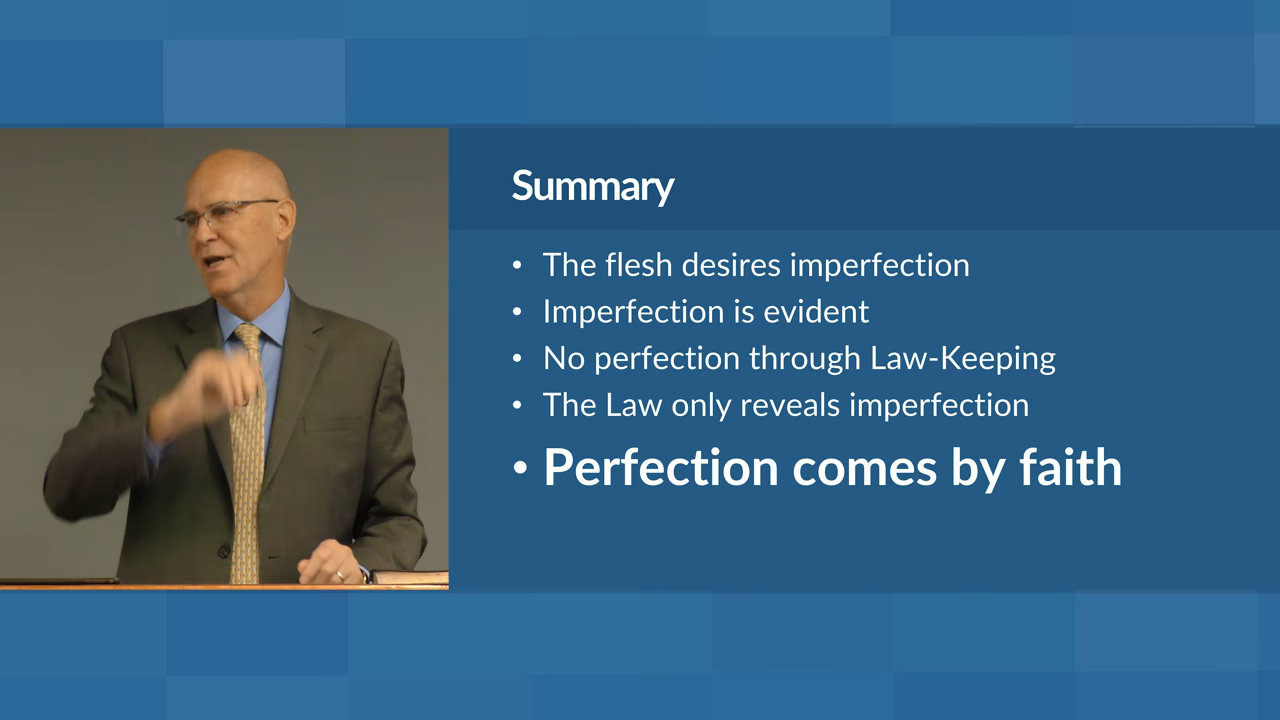 Summary
• The flesh desires imperfection
• Imperfection is evident
• No perfection through Law-Keeping
• The Law only reveals imperfection
• Perfection comes by faith